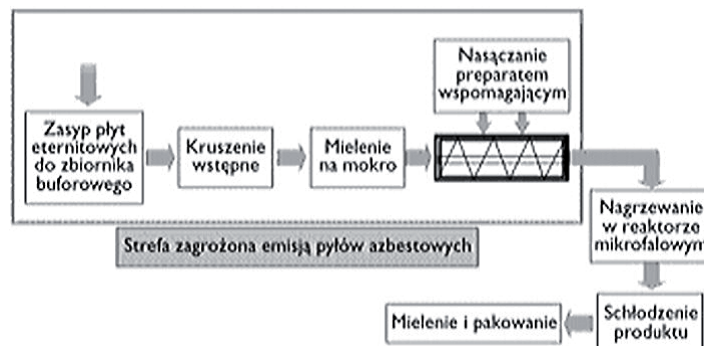 Nasączanie
preparatem
wspomagającym
Zasyp płyt
eternitowych
do zbiornika
buforowego
Kruszenie
wstępne
Mielenie
na mokro
Strefa zagrożona emisją pyłów azbestowych
Nagrzewanie
w reaktorze
mikrofalowym
Schłodzenie
produktu
Mielenie i pakowanie